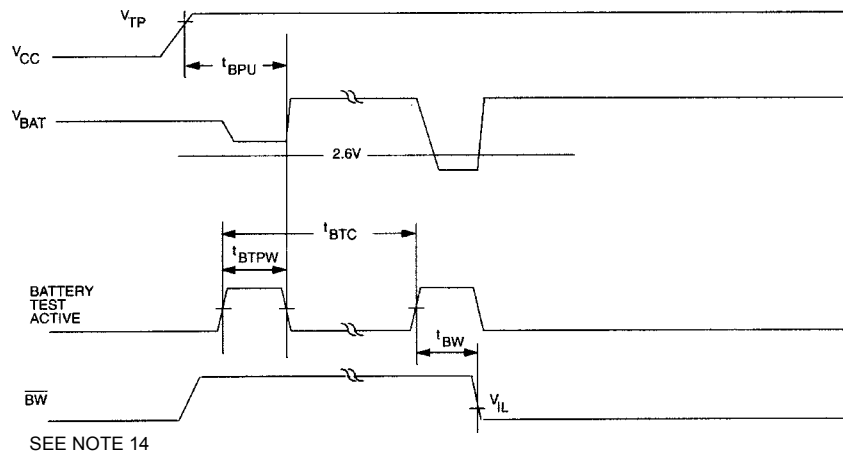 VTP
VCC
tBPU
VBAT
2.6V
tBTC
tBTPW
BATTERY
TEST
ACTIVE
tBW
BW
VIL
SEE NOTE 14